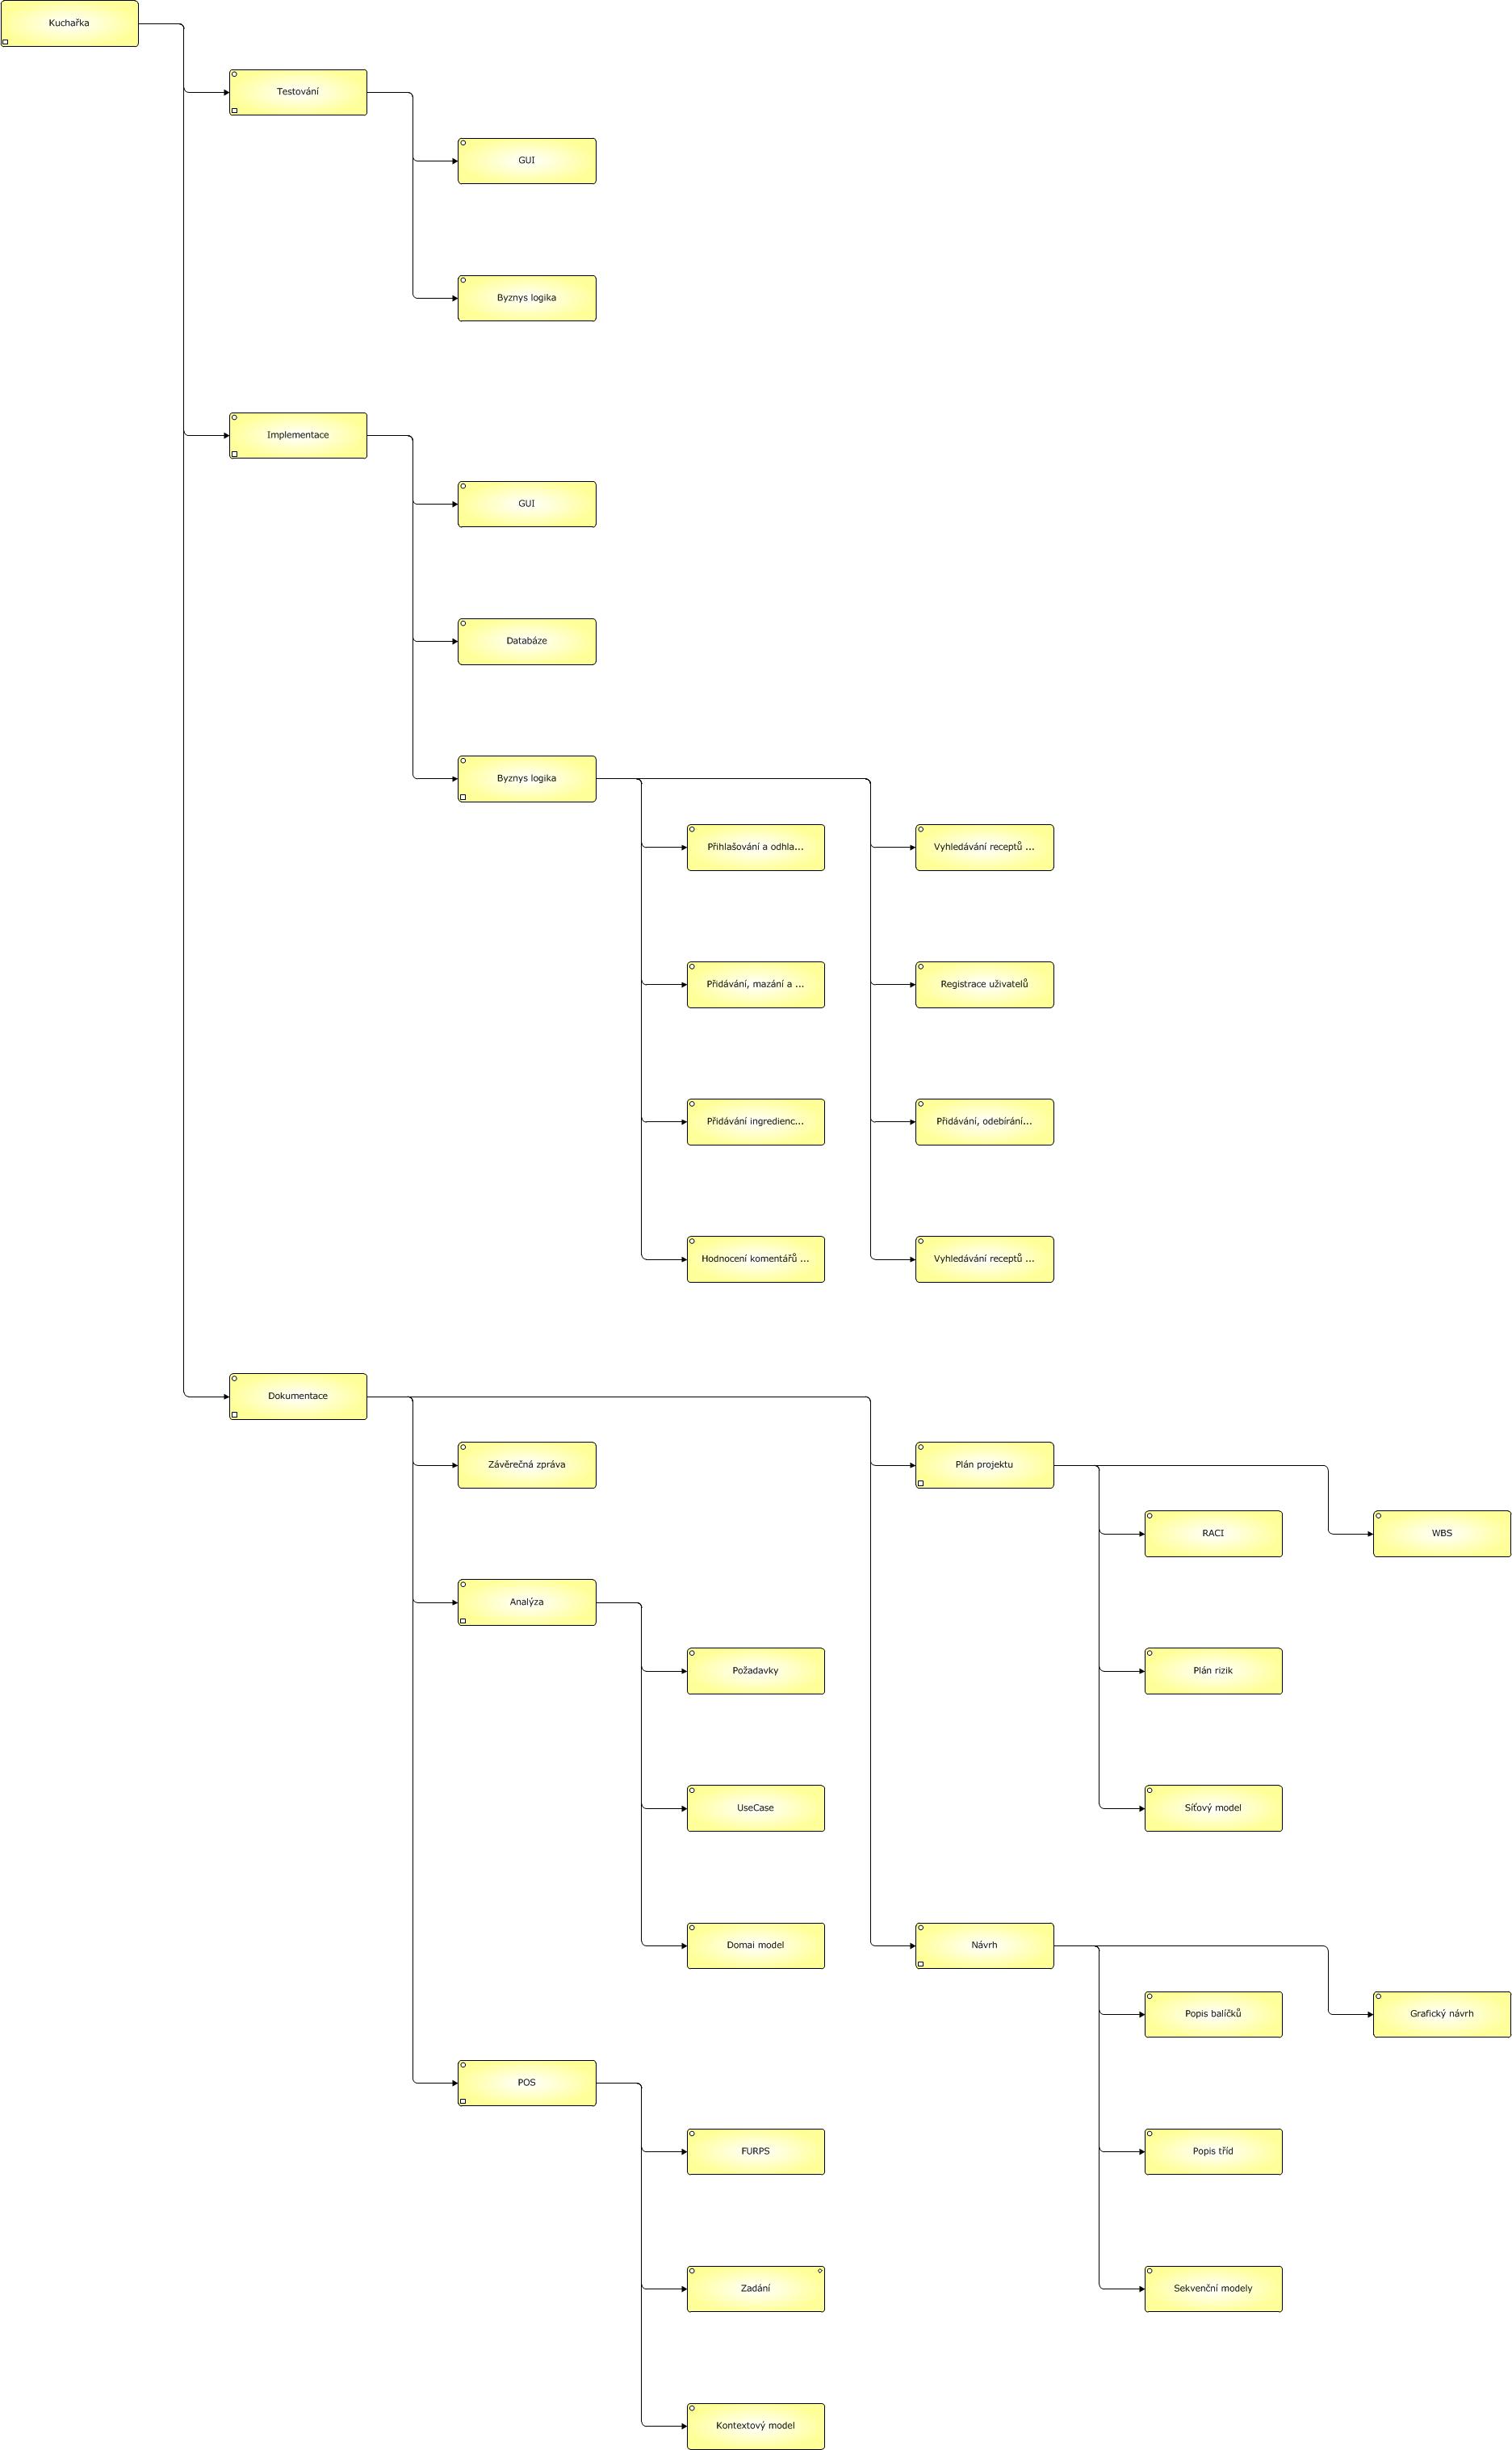 Kuchařka
Testování
GUI
Byznys logika
Implementace
GUI
Databáze
Byznys logika
Přihlašování a odhla...
Vyhledávání receptů ...
Přidávání, mazání a ...
Registrace uživatelů
Přidávání ingredienc...
Přidávání, odebírání...
Hodnocení komentářů ...
Vyhledávání receptů ...
Dokumentace
Závěrečná zpráva
Plán projektu
RACI
WBS
Analýza
Požadavky
Plán rizik
UseCase
Síťový model
Domai model
Návrh
Popis balíčků
Grafický návrh
POS
FURPS
Popis tříd
Zadání
Sekvenční modely
Kontextový model